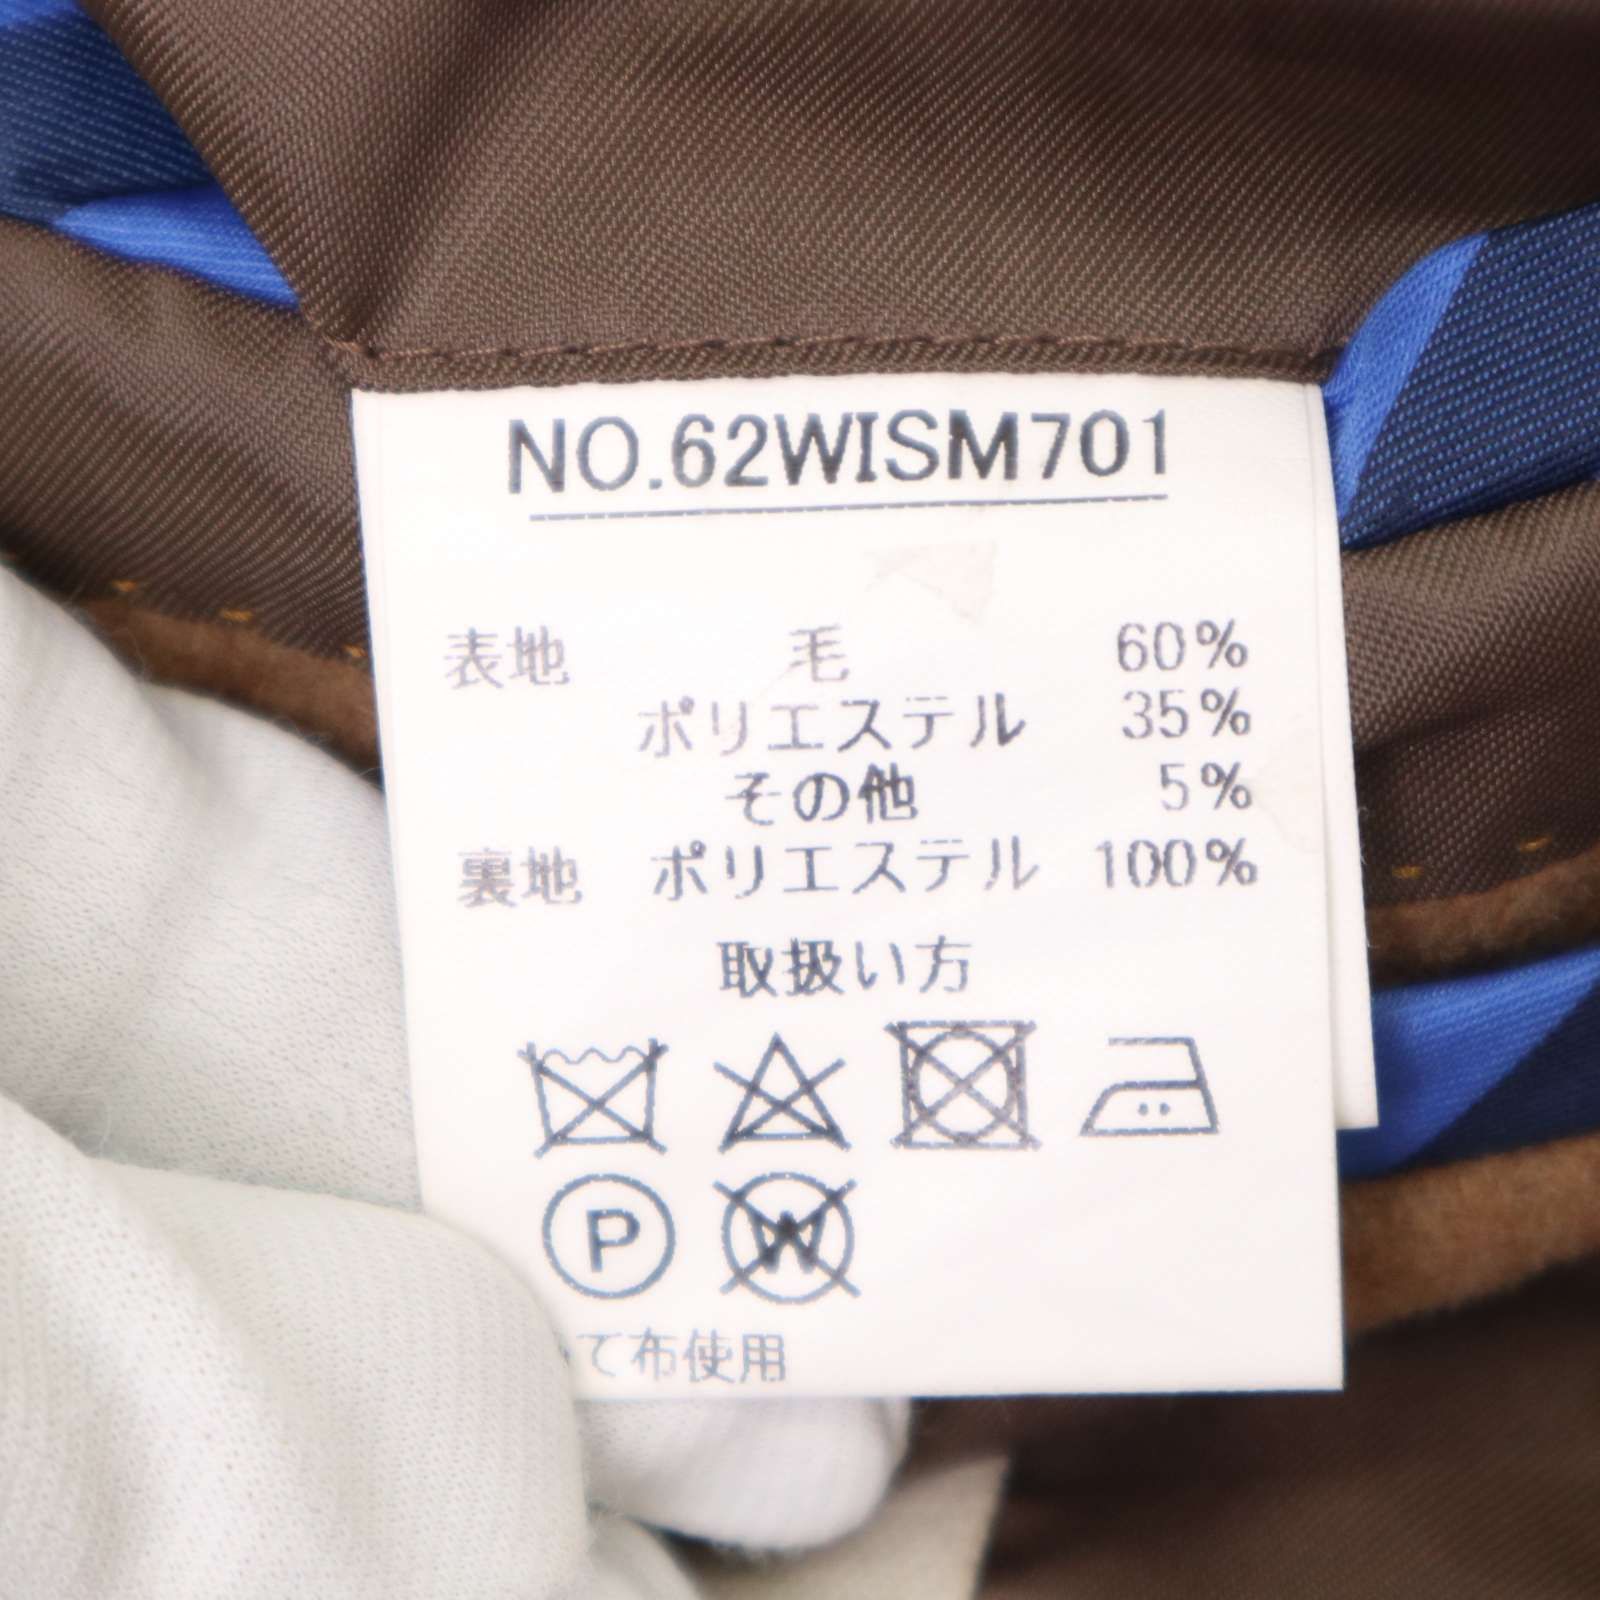 NO.62WISM701
表地 毛 60%
ポリエステル 35%
その他 5%
裏地 ポリエステル 100%
取扱い方
P W
て布使用